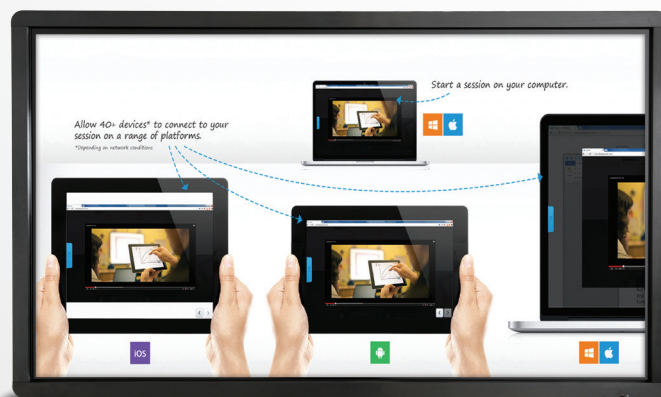 Start a session on your computer.
Allow 40+ devices* to connect to your
session on a range of platforms.
*Depending on network conditions
iOS